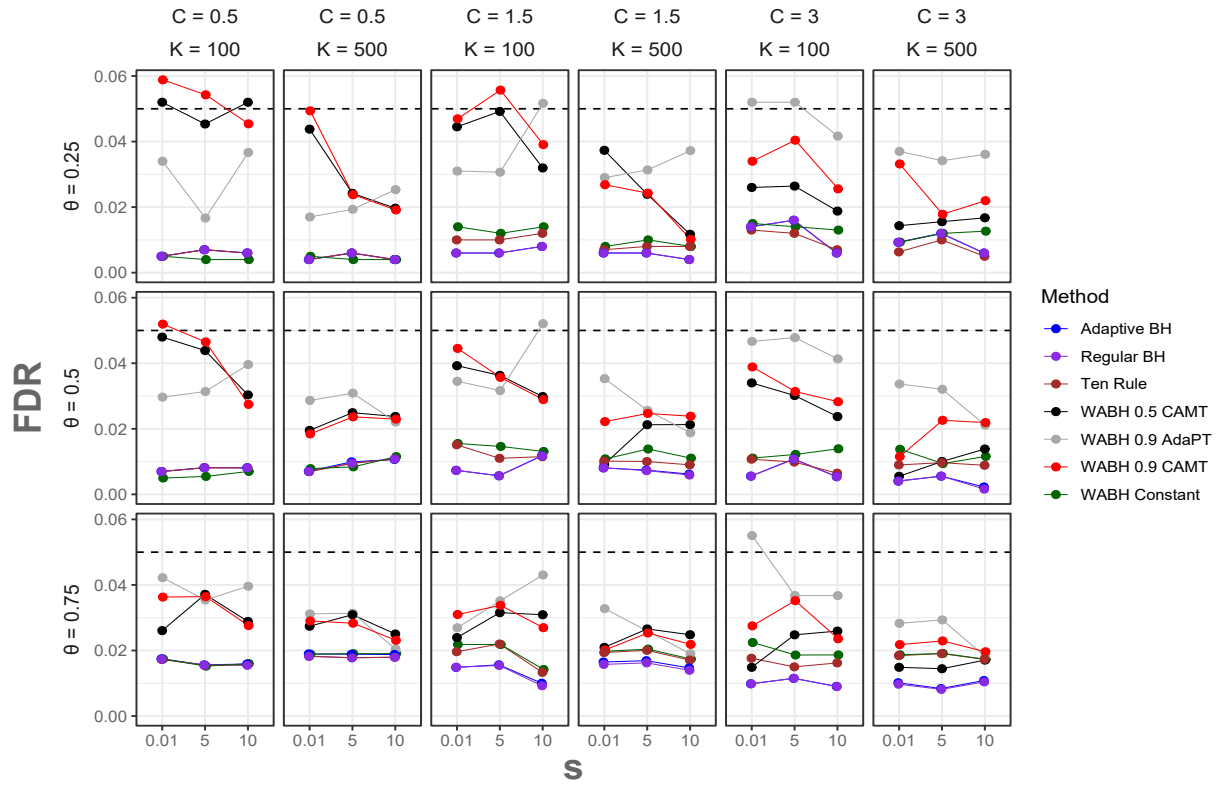 C = 0.5 C = 0.5 C = 1.5 C = 1.5 C = 3 C = 3
K = 100 K = 500 K = 100 K = 500 K = 100 K = 500
0.06
0.04
0.02
0.00
θ = 0.25
0.06
0.04
0.02
0.00
θ = 0.5
0.06
0.04
0.02
0.00
θ = 0.75
FDR
0.01 5 10 0.01 5 10 0.01 5 10 0.01 5 10 0.01 5 10 0.01 5 10
s
Method
Adaptive BH
Regular BH
Ten Rule
WABH 0.5 CAMT
WABH 0.9 AdaPT
WABH 0.9 CAMT
WABH Constant